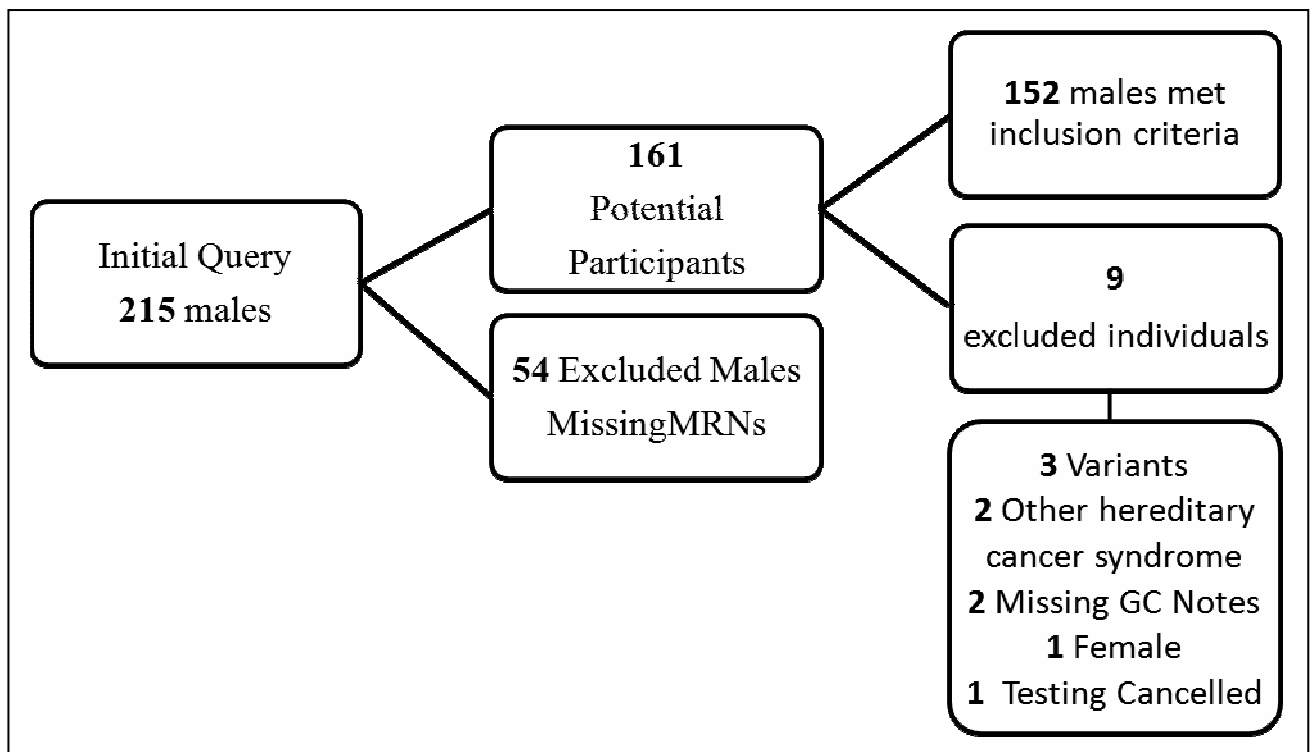 Initial Query
215 males
161
Potential
Participants
54 Excluded Males
MissingMRNs
152 males met
inclusion criteria
9
excluded individuals
3 Variants
2 Other hereditary
cancer syndrome
2 Missing GC Notes
1 Female
1 Testing Cancelled